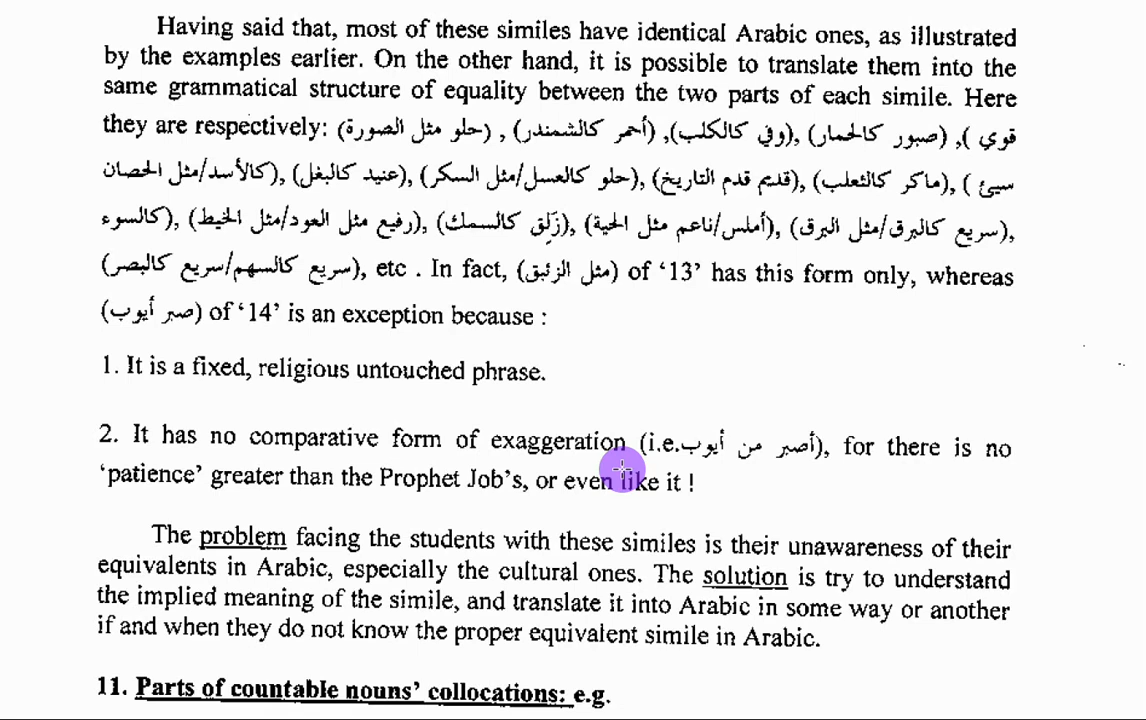 Having said that, most of these similes have identical Arabic ones, as illustrated
by the examples earlier. On the other hand, it is possible to translate them into the
same grammatical structure of equality between the two parts of each simile. Here
they are respectively: (حلو مثل الصورة) , (أحمر كالشمندر), (وفي كالكلب), (صبور كالحمار), ( قوي
كالأسد/مثل الحصان), (عنيد كالبغل), (حلو كالعسل/مثل السكر), (قديم قدم التاريخ), (ماكر كالثعلب), ( سيئ
كالسوء), (رفيع مثل العود/مثل الخيط), (زلِق كالسمك), (أملس/ناعم مثل الحية), (سريع كالبرق/مثل البرق),
(سريع كالسهم/سريع كالبصر), etc . In fact, (مثل الزئبق) of ‘13’ has this form only, whereas
(صبر أيوب) of ‘14’ is an exception because :
1. It is a fixed, religious untouched phrase.
2. It has no comparative form of exaggeration (i.e. أصبر من أيوب), for there is no
‘patience’ greater than the Prophet Job’s, or even like it !
The problem facing the students with these similes is their unawareness of their
equivalents in Arabic, especially the cultural ones. The solution is try to understand
the implied meaning of the simile, and translate it into Arabic in some way or another
if and when they do not know the proper equivalent simile in Arabic.
11. Parts of countable nouns’ collocations: e.g.